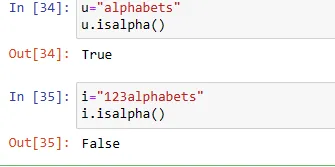 In [34]: u="alphabets"
u.isalpha()
Out[34]: True
In [35]: i="123alphabets"
i.isalpha()
Out[35]: False